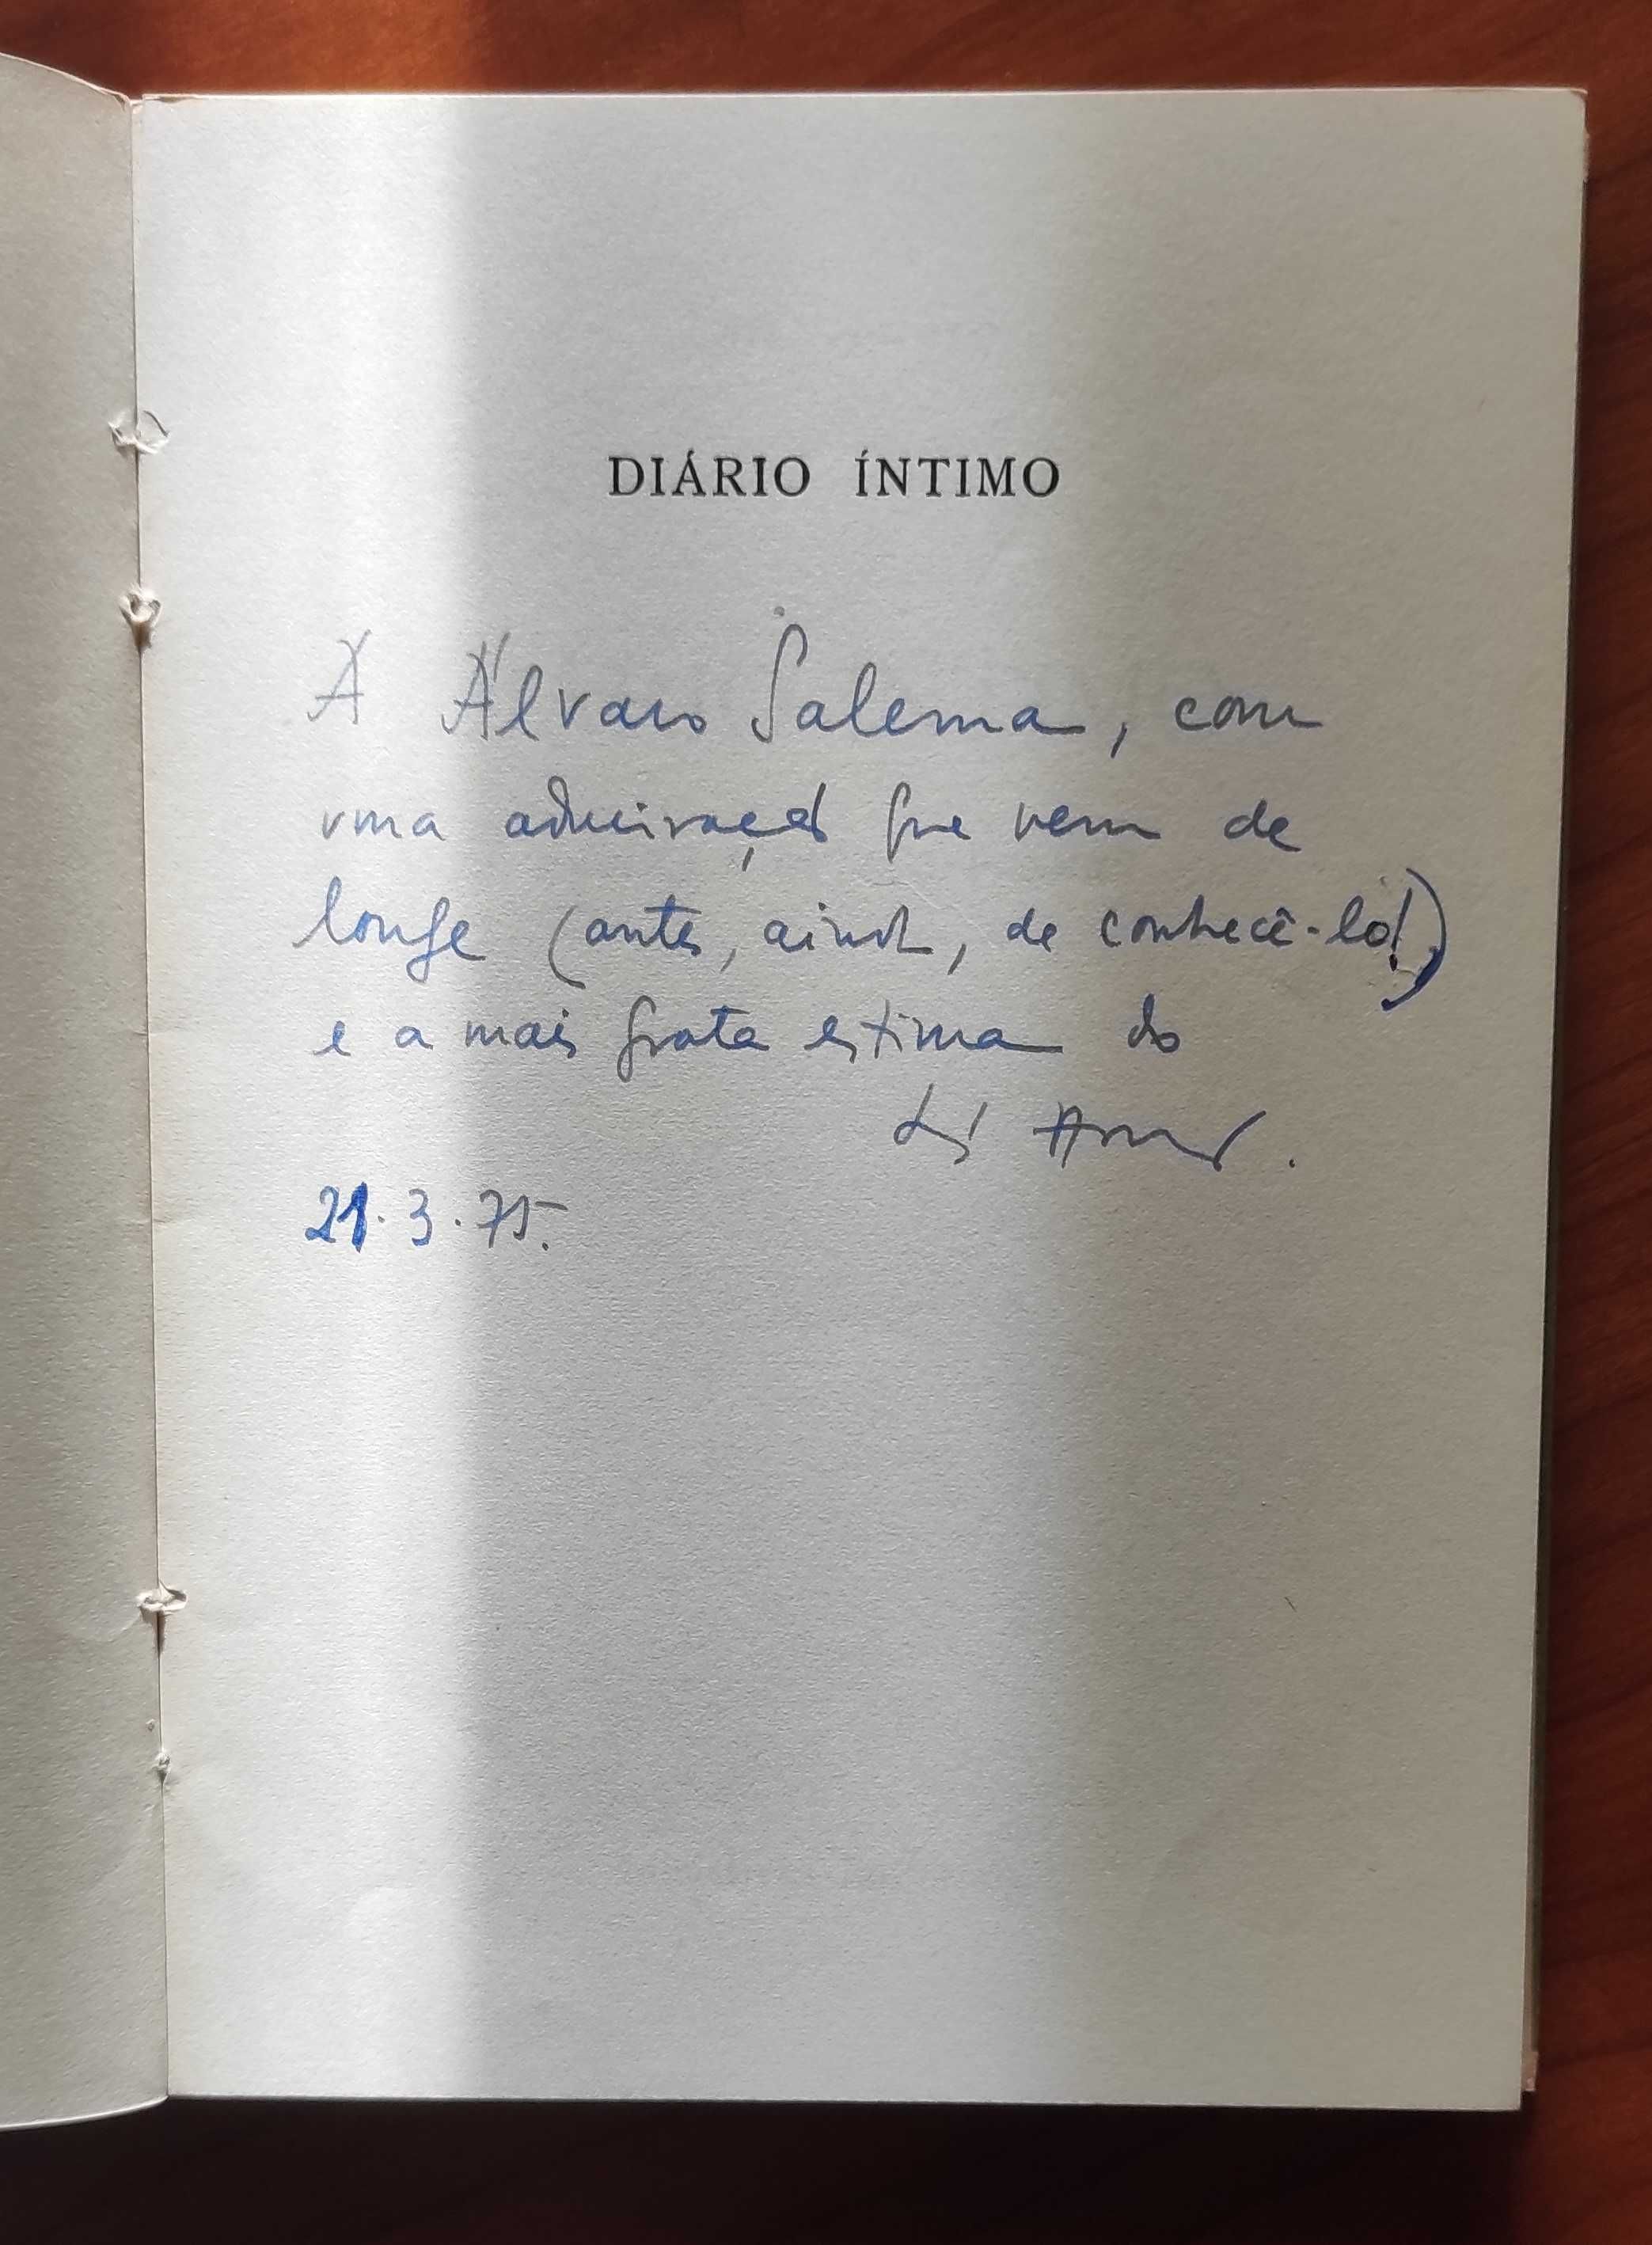 DIÁRIO ÍNTIMO
A Álvaro Salema, com
uma admiração que vem de
longe (antes, ainda, de conhecê-lo!)
e a mais grata estima do
21.3.75.